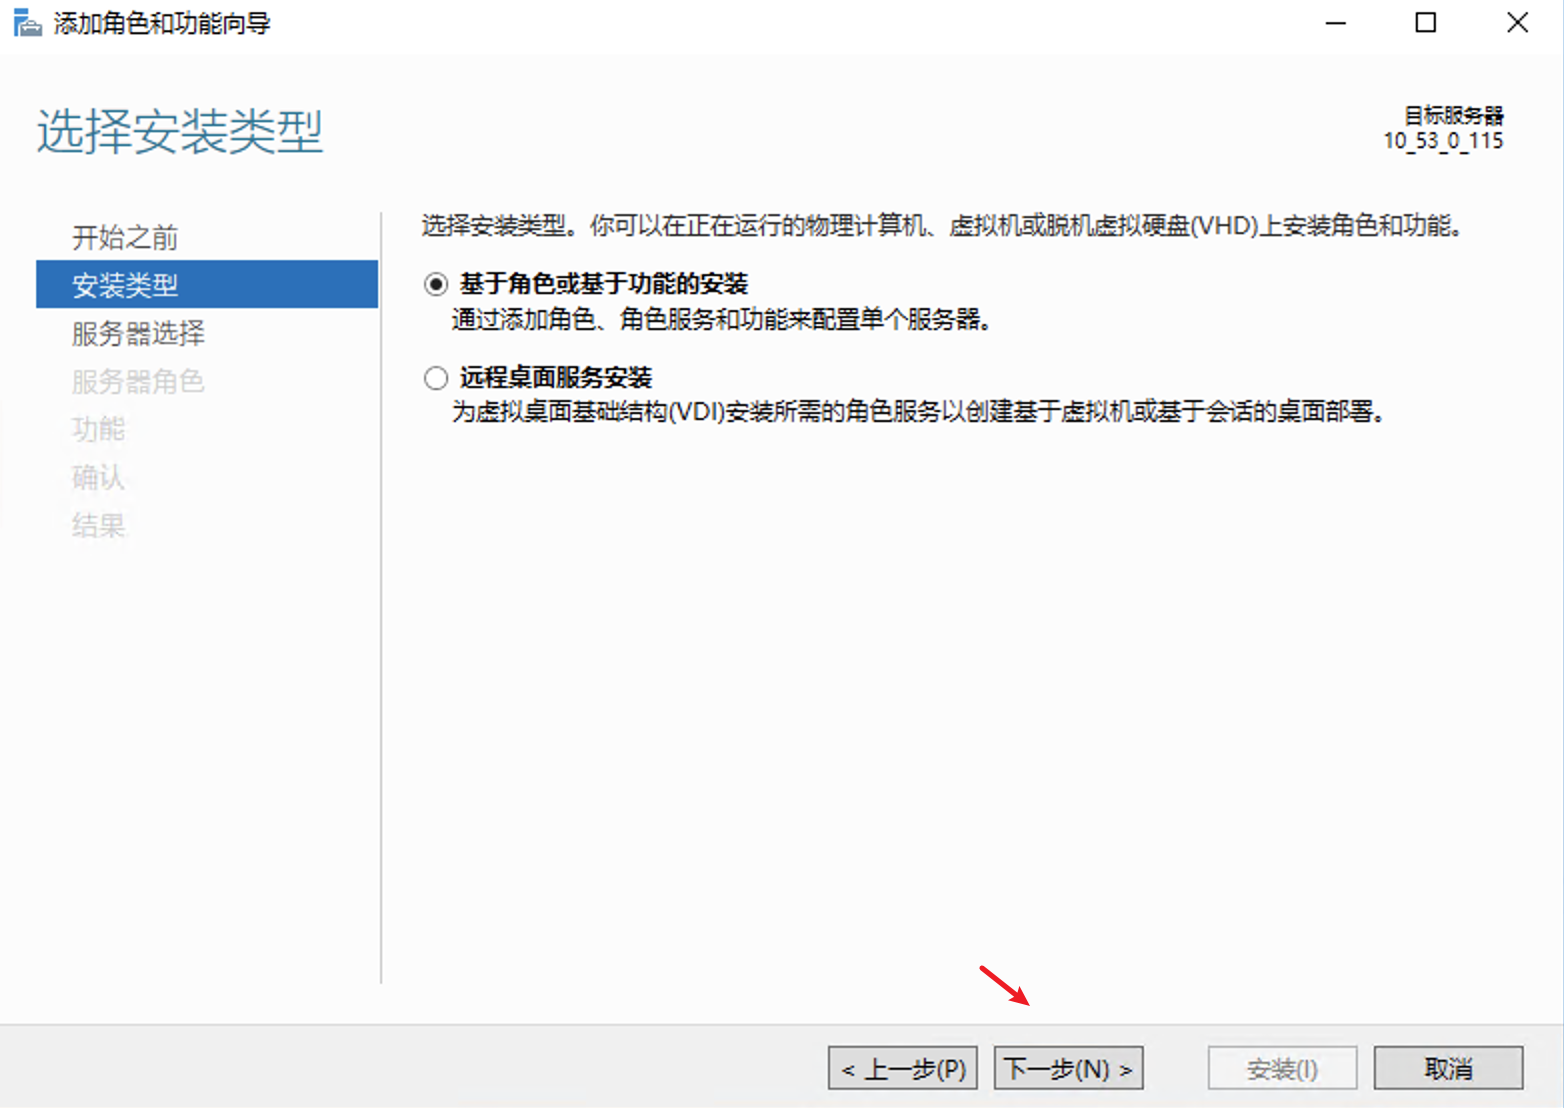 添加角色和功能向导
选择安装类型
目标服务器
10_53_0_115
开始之前
安装类型
服务器选择
服务器角色
功能
确认
结果
选择安装类型。你可以在正在运行的物理计算机、虚拟机或脱机虚拟硬盘(VHD)上安装角色和功能。
基于角色或基于功能的安装
通过添加角色、角色服务和功能来配置单个服务器。
远程桌面服务安装
为虚拟桌面基础结构(VDI)安装所需的角色服务以创建基于虚拟机或基于会话的桌面部署。
< 上一步(P)
下一步(N) >
安装(I)
取消